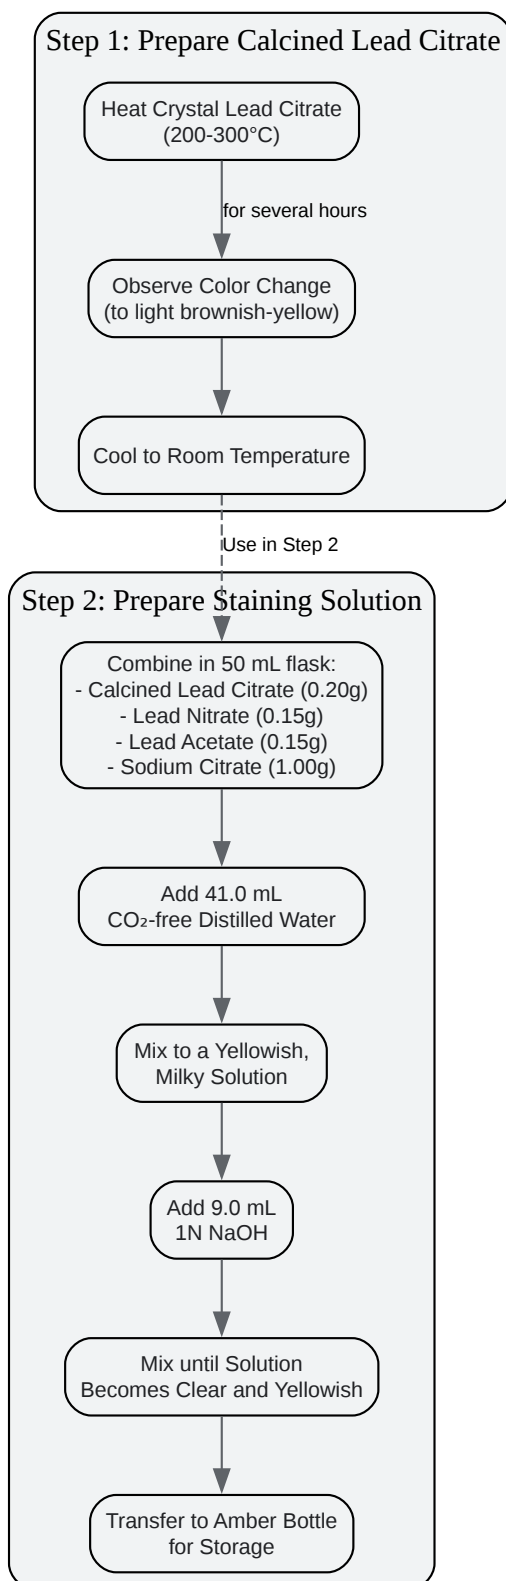 Step 1: Prepare Calcined Lead Citrate
Heat Crystal Lead Citrate
(200-300°C)
for several hours
Observe Color Change
(to light brownish-yellow)
Cool to Room Temperature
Use in Step 2
Step 2: Prepare Staining Solution
Combine in 50 mL flask:
- Calcined Lead Citrate (0.20g)
- Lead Nitrate (0.15g)
- Lead Acetate (0.15g)
- Sodium Citrate (1.00g)
Add 41.0 mL
CO₂-free Distilled Water
Mix to a Yellowish,
Milky Solution
Add 9.0 mL
1N NaOH
Mix until Solution
Becomes Clear and Yellowish
Transfer to Amber Bottle
for Storage